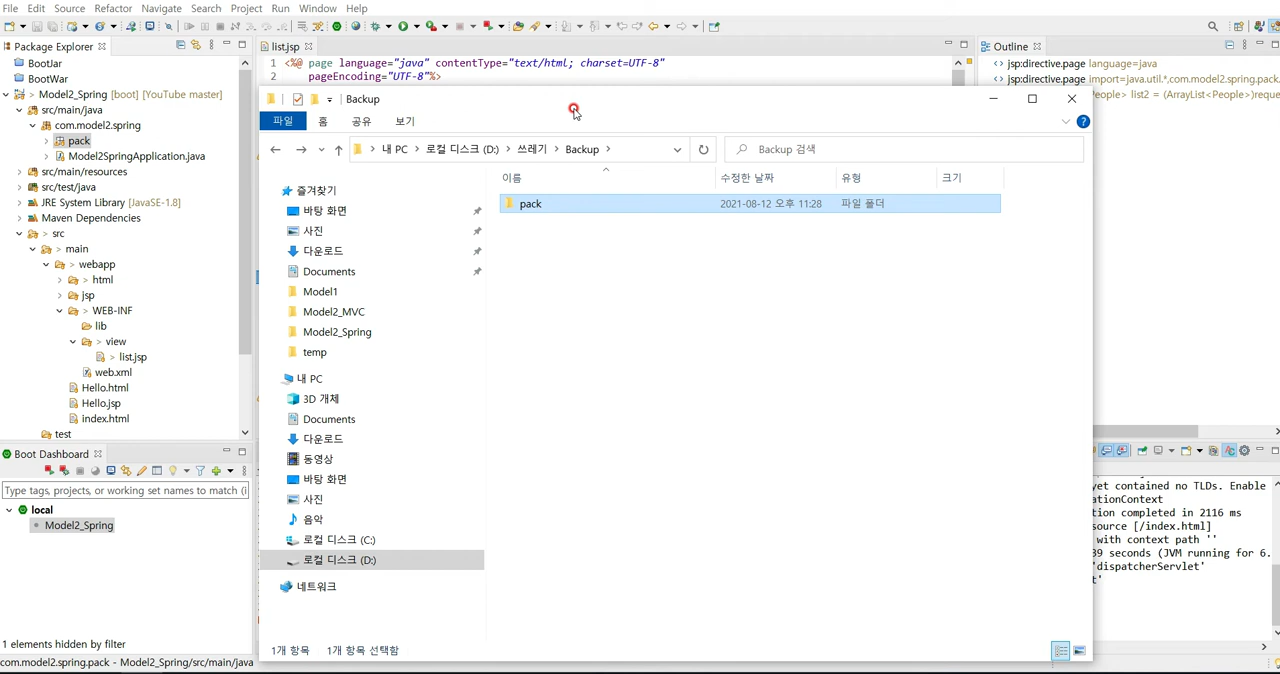 File Edit Source Refactor Navigate Search Project Run Window Help
Package Explorer
BootJar
BootWar
> Model2_Spring [boot] [YouTube master]
src/main/java
com.model2.spring
pack
Model2SpringApplication.java
src/main/resources
src/test/java
JRE System Library [JavaSE-1.8]
Maven Dependencies
> src
> main
> webapp
> html
> jsp
> WEB-INF
lib
> view
> list.jsp
web.xml
Hello.html
Hello.jsp
index.html
test
list.jsp
1 <%@ page language="java" contentType="text/html; charset=UTF-8"
2 pageEncoding="UTF-8"%>
Outline
jsp:directive.page language=java
jsp:directive.page import=java.util.*,com.model2.spring.pack.
People> list2 = (ArrayList<People>)reque
Backup
파일 홈 공유 보기
내 PC > 로컬 디스크 (D:) > 쓰레기 > Backup >
Backup 검색
이름 수정한 날짜 유형 크기
pack 2021-08-12 오후 11:28 파일 폴더
즐겨찾기
바탕 화면
사진
다운로드
Documents
Model1
Model2_MVC
Model2_Spring
temp
내 PC
3D 개체
Documents
다운로드
동영상
바탕 화면
사진
음악
로컬 디스크 (C:)
로컬 디스크 (D:)
네트워크
1개 항목 1개 항목 선택함
Boot Dashboard
Type tags, projects, or working set names to match (i
local
Model2_Spring
1 elements hidden by filter
com.model2.spring.pack - Model2_Spring/src/main/java
yet contained no TLDs. Enable
ationContext
tion completed in 2116 ms
source [/index.html]
with context path ''
39 seconds (JVM running for 6.
'dispatcherServlet'
t'